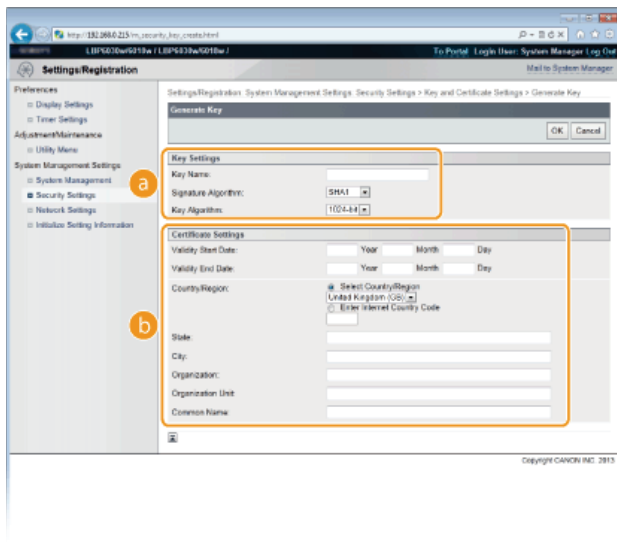 http://192.168.0.215/m_security_key_create.html
LBP6030w/6018w / LBP6030w/6018w /
To Portal Login User: System Manager Log Out
Settings/Registration
Mail to System Manager
Preferences
Display Settings
Timer Settings
Adjustment/Maintenance
Utility Menu
System Management Settings
System Management
Security Settings
Network Settings
Initialize Setting Information
Settings/Registration: System Management Settings: Security Settings > Key and Certificate Settings > Generate Key
Generate Key
OK Cancel
a
Key Settings
Key Name:
Signature Algorithm: SHA1
Key Algorithm: 1024-bit
b
Certificate Settings
Validity Start Date: Year Month Day
Validity End Date: Year Month Day
Country/Region: Select Country/Region
United Kingdom (GB)
Enter Internet Country Code
State:
City:
Organization:
Organization Unit:
Common Name:
Copyright CANON INC. 2013